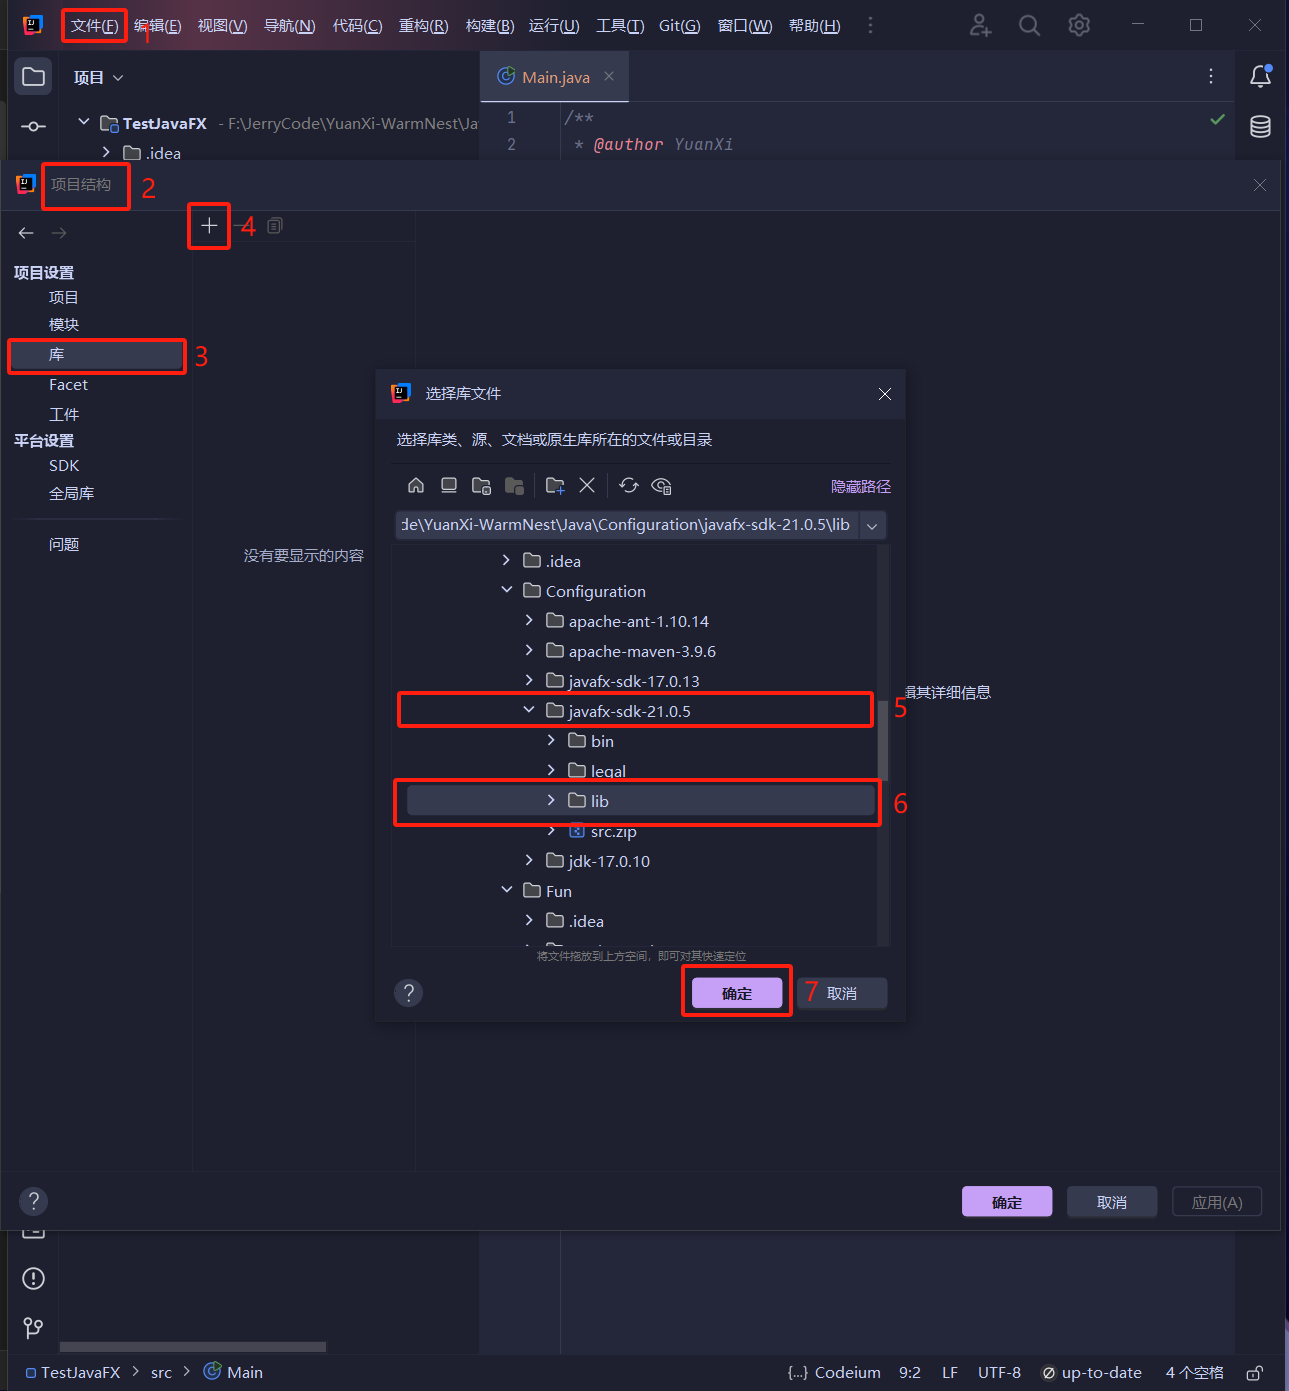 文件(F) 编辑(E) 视图(V) 导航(N) 代码(C) 重构(R) 构建(B) 运行(U) 工具(T) Git(G) 窗口(W) 帮助(H)
1
项目
Main.java
TestJavaFX - F:\JerryCode\YuanXi-WarmNest\Ja
.idea
1 /**
2 * @author YuanXi
项目结构 2
4
项目设置
项目
模块
库 3
Facet
工件
平台设置
SDK
全局库
问题
没有要显示的内容
辑其详细信息
选择库文件
选择库类、源、文档或原生库所在的文件或目录
隐藏路径
de\YuanXi-WarmNest\Java\Configuration\javafx-sdk-21.0.5\lib
.idea
Configuration
apache-ant-1.10.14
apache-maven-3.9.6
javafx-sdk-17.0.13
javafx-sdk-21.0.5 5
bin
legal
lib 6
src.zip
jdk-17.0.10
Fun
.idea
将文件拖放到上方空间，即可对其快速定位
? 确定 7 取消
? 确定 取消 应用(A)
TestJavaFX > src > Main {...} Codeium 9:2 LF UTF-8 up-to-date 4 个空格